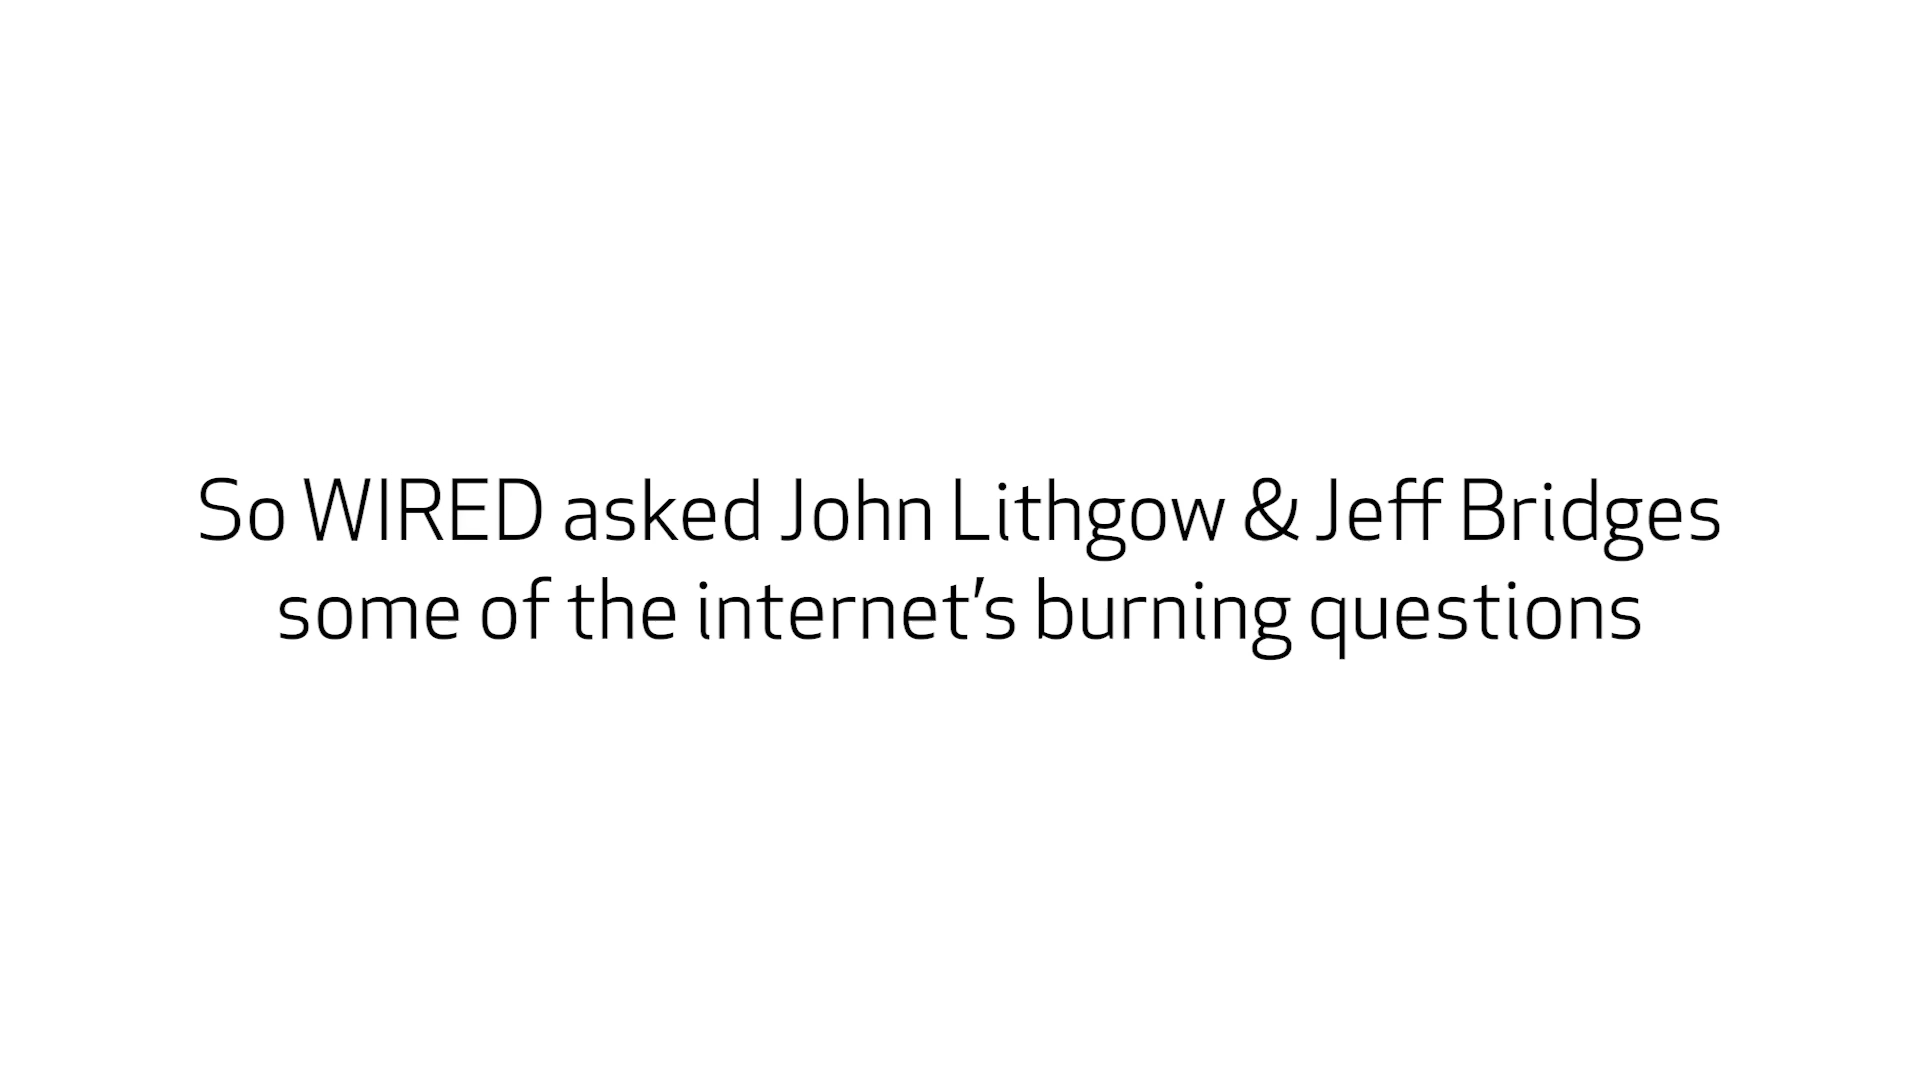 So WIRED asked John Lithgow & Jeff Bridges
some of the internet’s burning questions